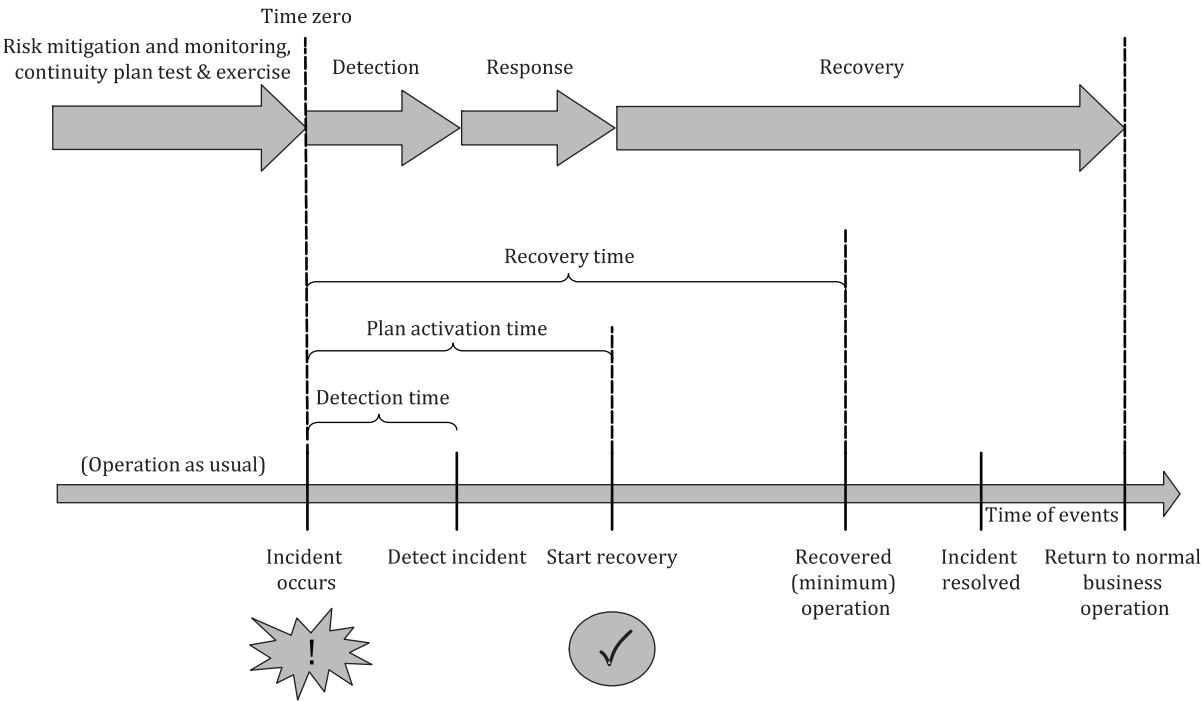 Time zero
Risk mitigation and monitoring,
continuity plan test & exercise
Detection
Response
Recovery
Recovery time
Plan activation time
Detection time
(Operation as usual)
Time of events
Incident
occurs
Detect incident
Start recovery
Recovered
(minimum)
operation
Incident
resolved
Return to normal
business
operation
!